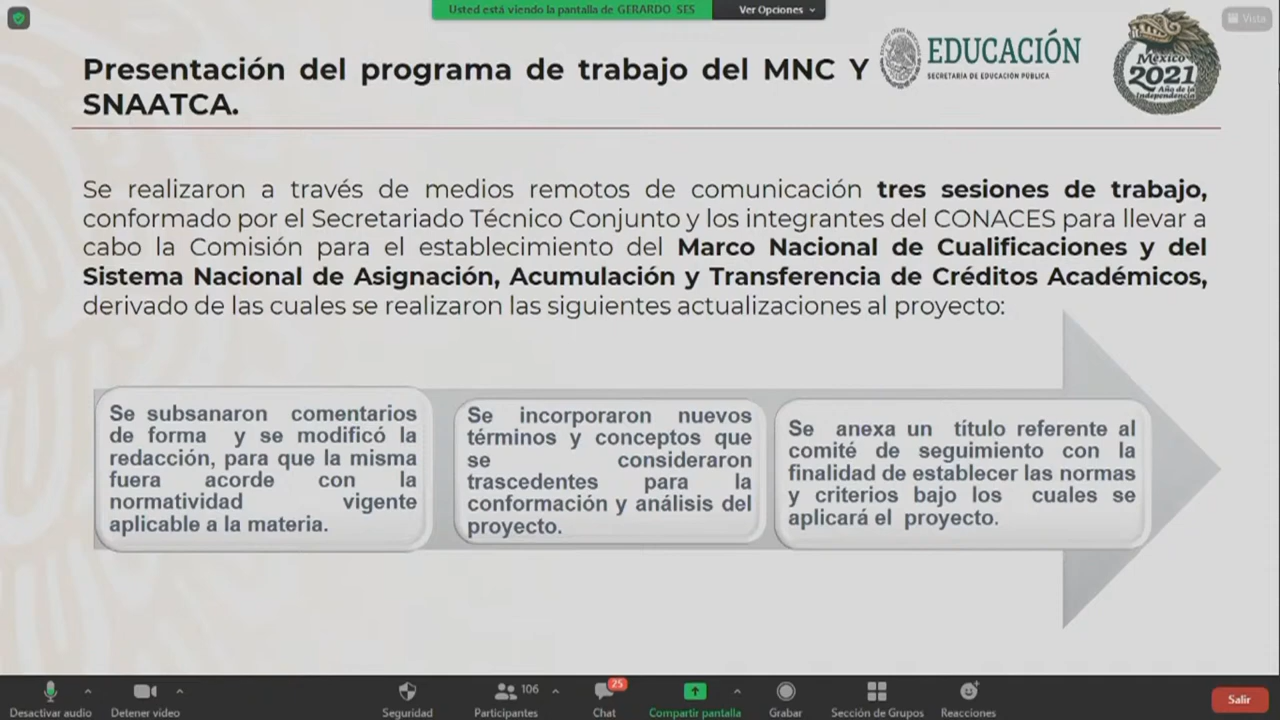 Usted está viendo la pantalla de GERARDO SES
Ver Opciones
Vista
Presentación del programa de trabajo del MNC Y
SNAATCA.
EDUCACIÓN
SECRETARÍA DE EDUCACIÓN PÚBLICA
México
2021
Año de la
Independencia
Se realizaron a través de medios remotos de comunicación tres sesiones de trabajo,
conformado por el Secretariado Técnico Conjunto y los integrantes del CONACES para llevar a
cabo la Comisión para el establecimiento del Marco Nacional de Cualificaciones y del
Sistema Nacional de Asignación, Acumulación y Transferencia de Créditos Académicos,
derivado de las cuales se realizaron las siguientes actualizaciones al proyecto:
Se subsanaron comentarios
de forma y se modificó la
redacción, para que la misma
fuera acorde con la
normatividad vigente
aplicable a la materia.
Se incorporaron nuevos
términos y conceptos que
se consideraron
trascedentes para la
conformación y análisis del
proyecto.
Se anexa un título referente al
comité de seguimiento con la
finalidad de establecer las normas
y criterios bajo los cuales se
aplicará el proyecto.
Desactivar audio
Detener video
Seguridad
106
Participantes
25
Chat
Compartir pantalla
Grabar
Sección de Grupos
Reacciones
Salir